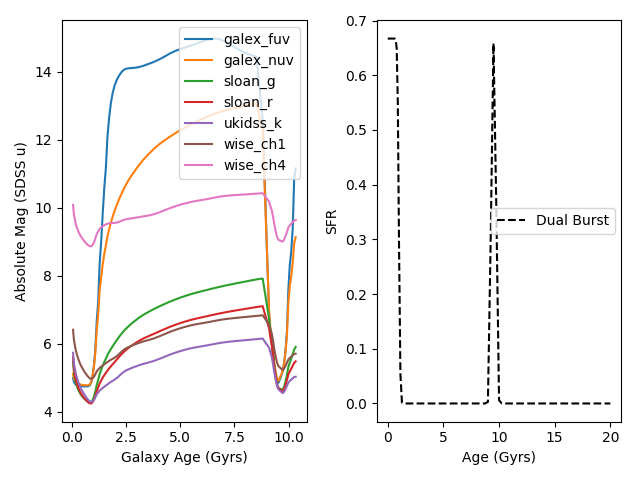 galex_fuv
galex_nuv
sloan_g
sloan_r
ukidss_k
wise_ch1
wise_ch4
Absolute Mag (SDSS u)
14
12
10
8
6
4
0.0 2.5 5.0 7.5 10.0
Galaxy Age (Gyrs)
SFR
0.7
0.6
0.5
0.4
0.3
0.2
0.1
0.0
Dual Burst
0 5 10 15 20
Age (Gyrs)